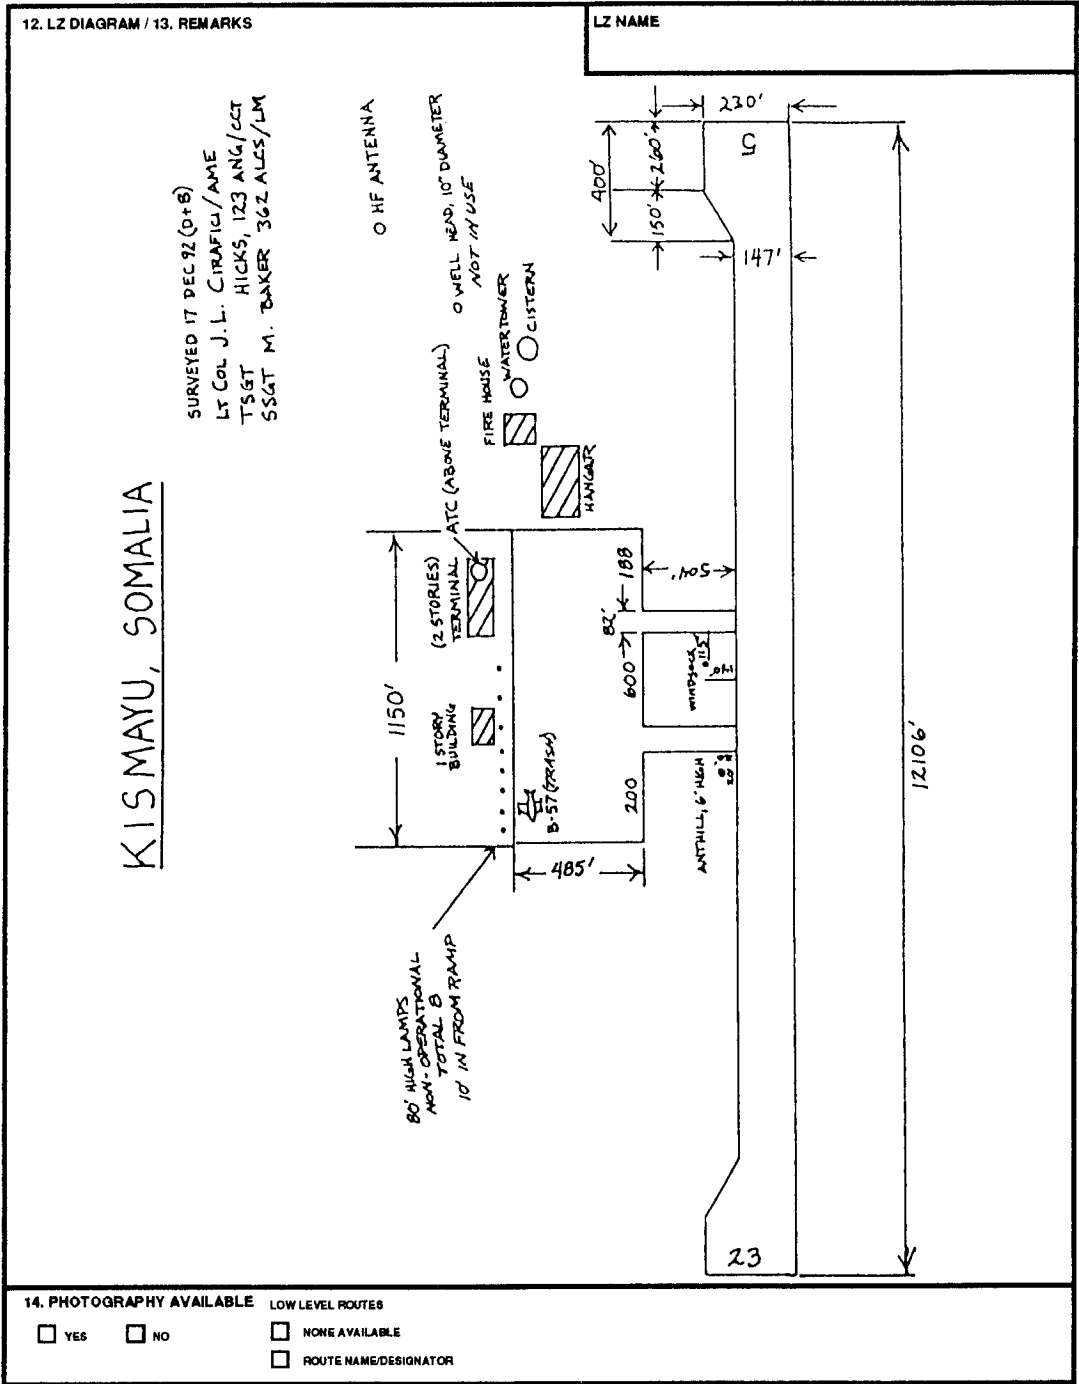 12. LZ DIAGRAM / 13. REMARKS
LZ NAME
KISMAYU, SOMALIA
SURVEYED 17 DEC 92 (D+8)
LT COL J.L. CIRAFICI/AME
TSGT HICKS, 123 ANG/CCT
SSGT M. BAKER 362 ALCS/LM
O HF ANTENNA
O WELL HEAD, 10" DIAMETER
NOT IN USE
ATC (ABOVE TERMINAL)
FIRE HOUSE
WATERTOWER
CISTERN
HANGAR
(2 STORIES)
TERMINAL
1 STORY
BUILDING
1150'
B-57 (TRASH)
485'
80' HIGH LAMPS
NON-OPERATIONAL
TOTAL 8
10' IN FROM RAMP
200
600
82'
188
504'
WINDSOCK
115'
170'
ANTHILL, 6' HIGH
230'
400'
260'
150'
147'
5
12106'
23
14. PHOTOGRAPHY AVAILABLE
YES
NO
LOW LEVEL ROUTES
NONE AVAILABLE
ROUTE NAME/DESIGNATOR